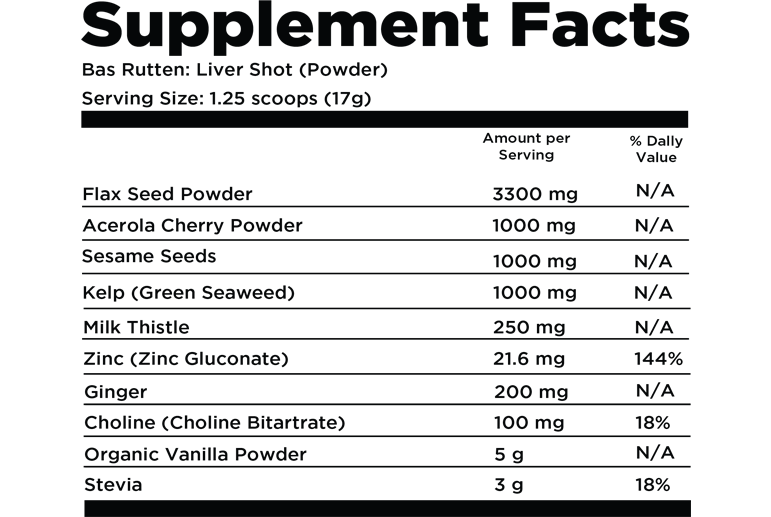 Supplement Facts
Bas Rutten: Liver Shot (Powder)
Serving Size: 1.25 scoops (17g)
Amount per Serving % Dally Value
Flax Seed Powder 3300 mg N/A
Acerola Cherry Powder 1000 mg N/A
Sesame Seeds 1000 mg N/A
Kelp (Green Seaweed) 1000 mg N/A
Milk Thistle 250 mg N/A
Zinc (Zinc Gluconate) 21.6 mg 144%
Ginger 200 mg N/A
Choline (Choline Bitartrate) 100 mg 18%
Organic Vanilla Powder 5 g N/A
Stevia 3 g 18%